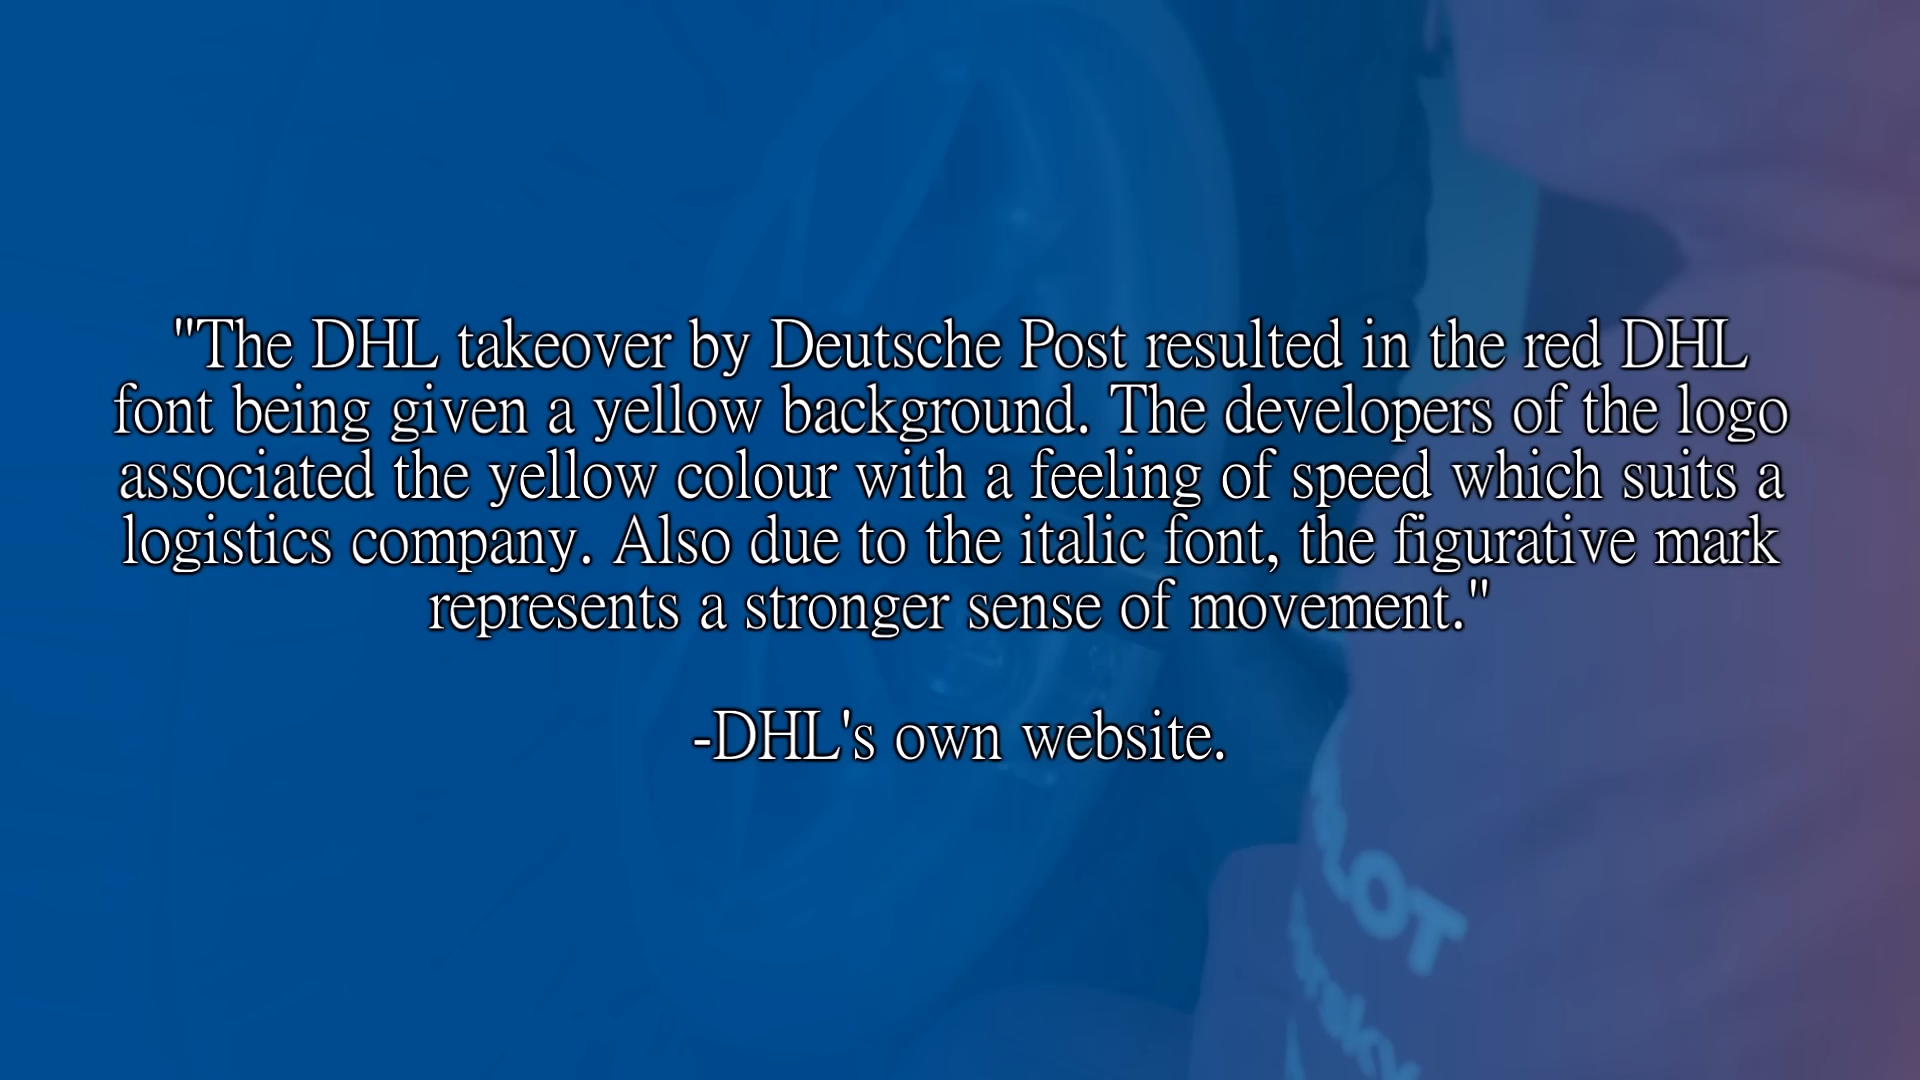 "The DHL takeover by Deutsche Post resulted in the red DHL
font being given a yellow background. The developers of the logo
associated the yellow colour with a feeling of speed which suits a
logistics company. Also due to the italic font, the figurative mark
represents a stronger sense of movement."
-DHL's own website.